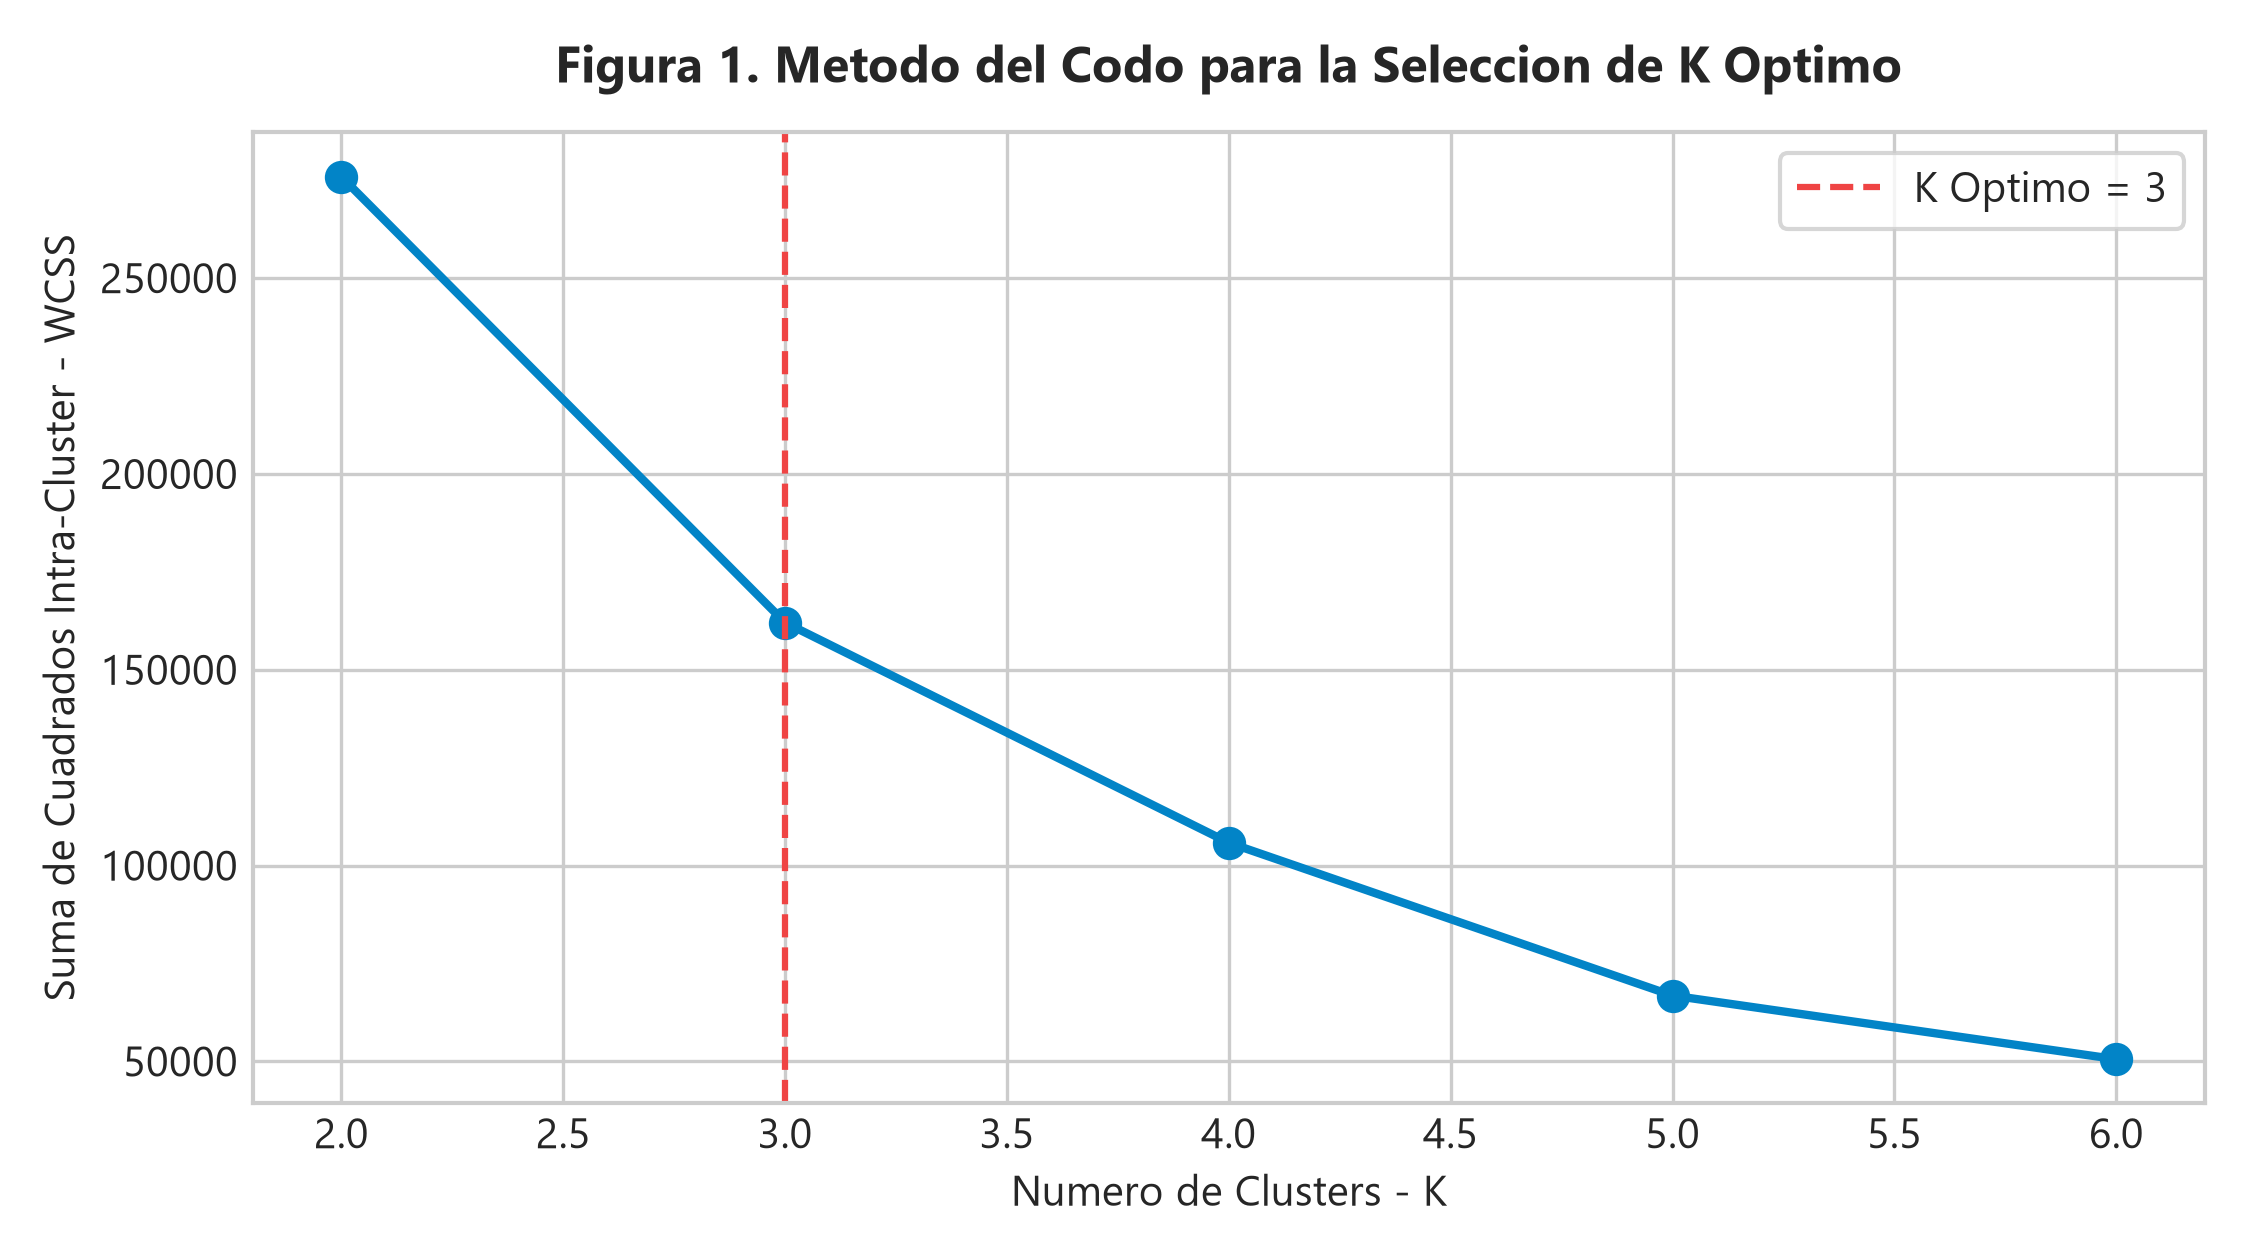 Figura 1. Metodo del Codo para la Seleccion de K Optimo
K Optimo = 3
Suma de Cuadrados Intra-Cluster - WCSS
250000
200000
150000
100000
50000
2.0 2.5 3.0 3.5 4.0 4.5 5.0 5.5 6.0
Numero de Clusters - K